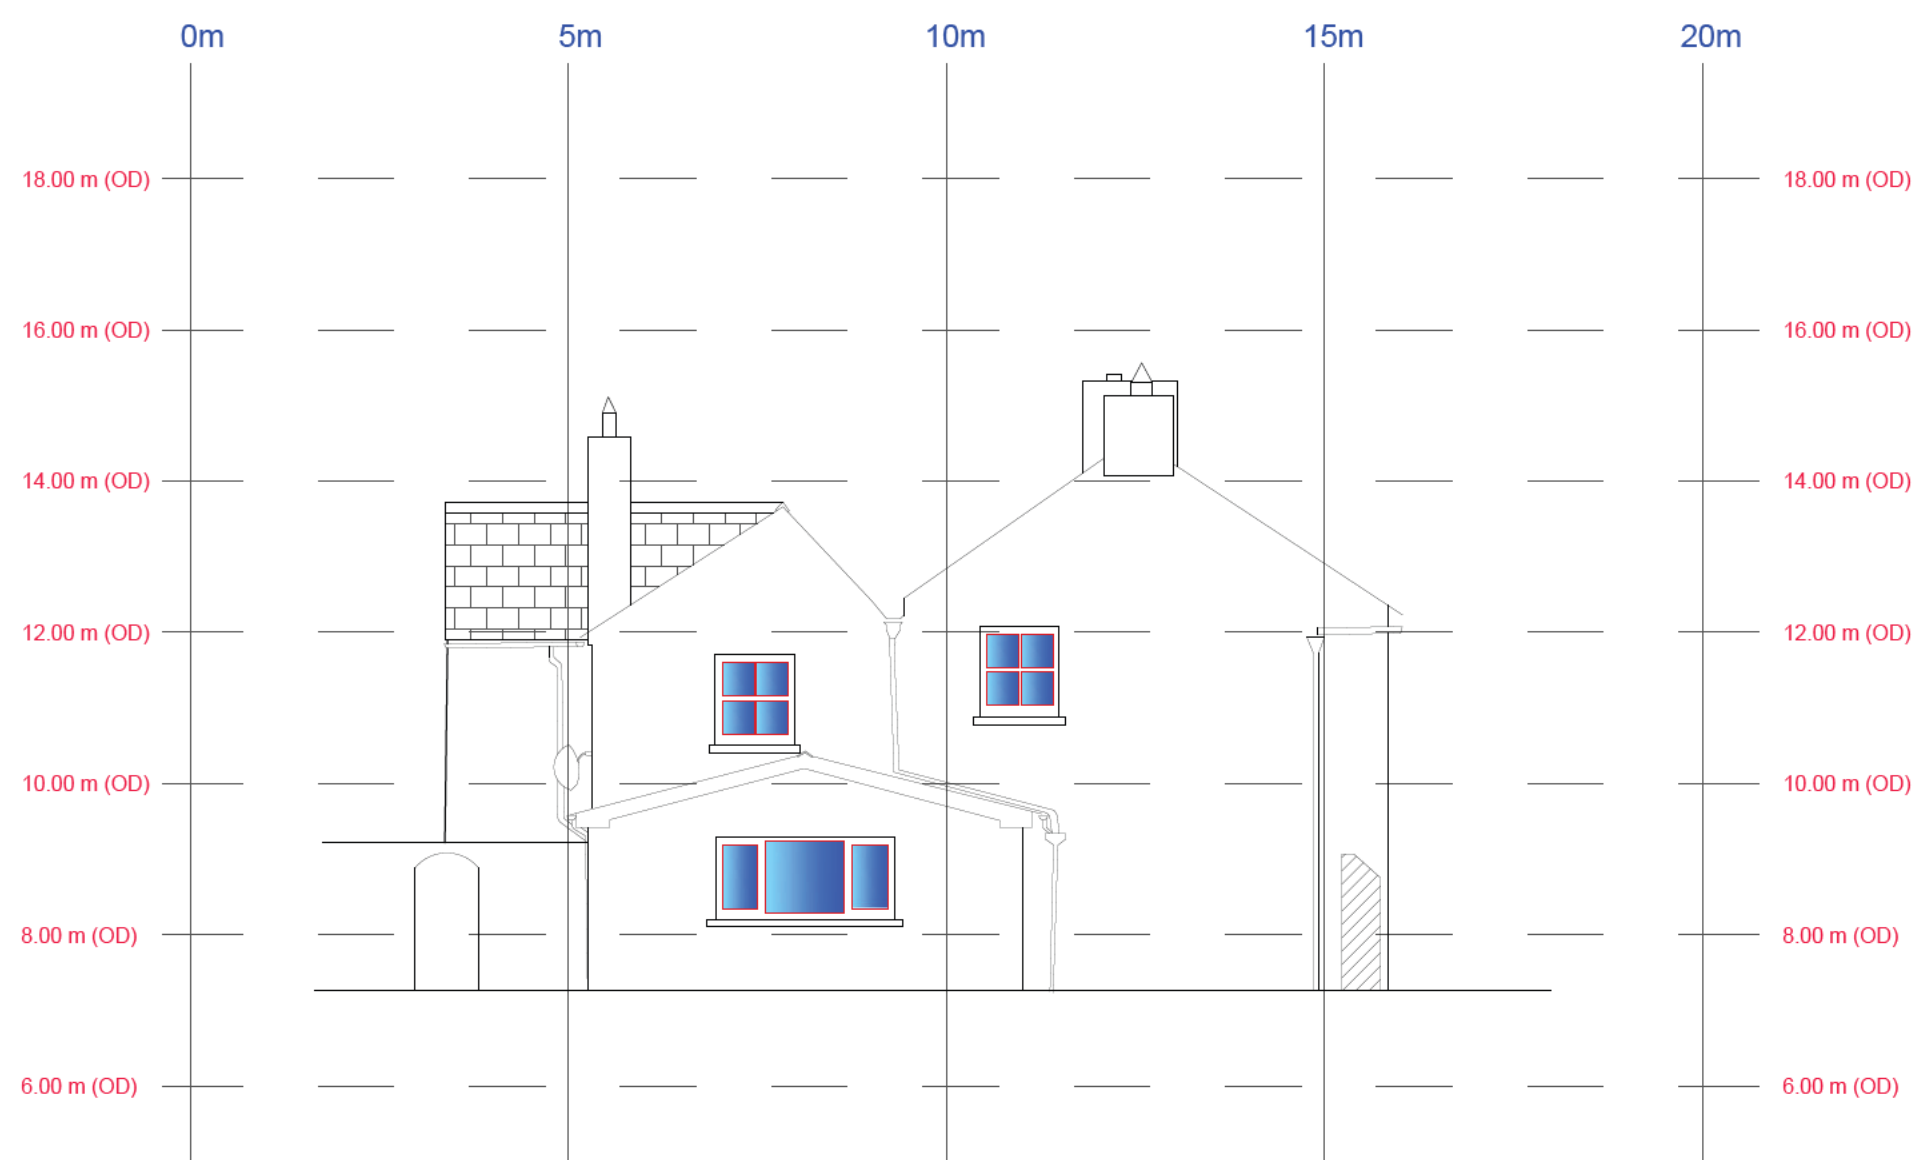 0m 5m 10m 15m 20m
18.00 m (OD) 18.00 m (OD)
16.00 m (OD) 16.00 m (OD)
14.00 m (OD) 14.00 m (OD)
12.00 m (OD) 12.00 m (OD)
10.00 m (OD) 10.00 m (OD)
8.00 m (OD) 8.00 m (OD)
6.00 m (OD) 6.00 m (OD)